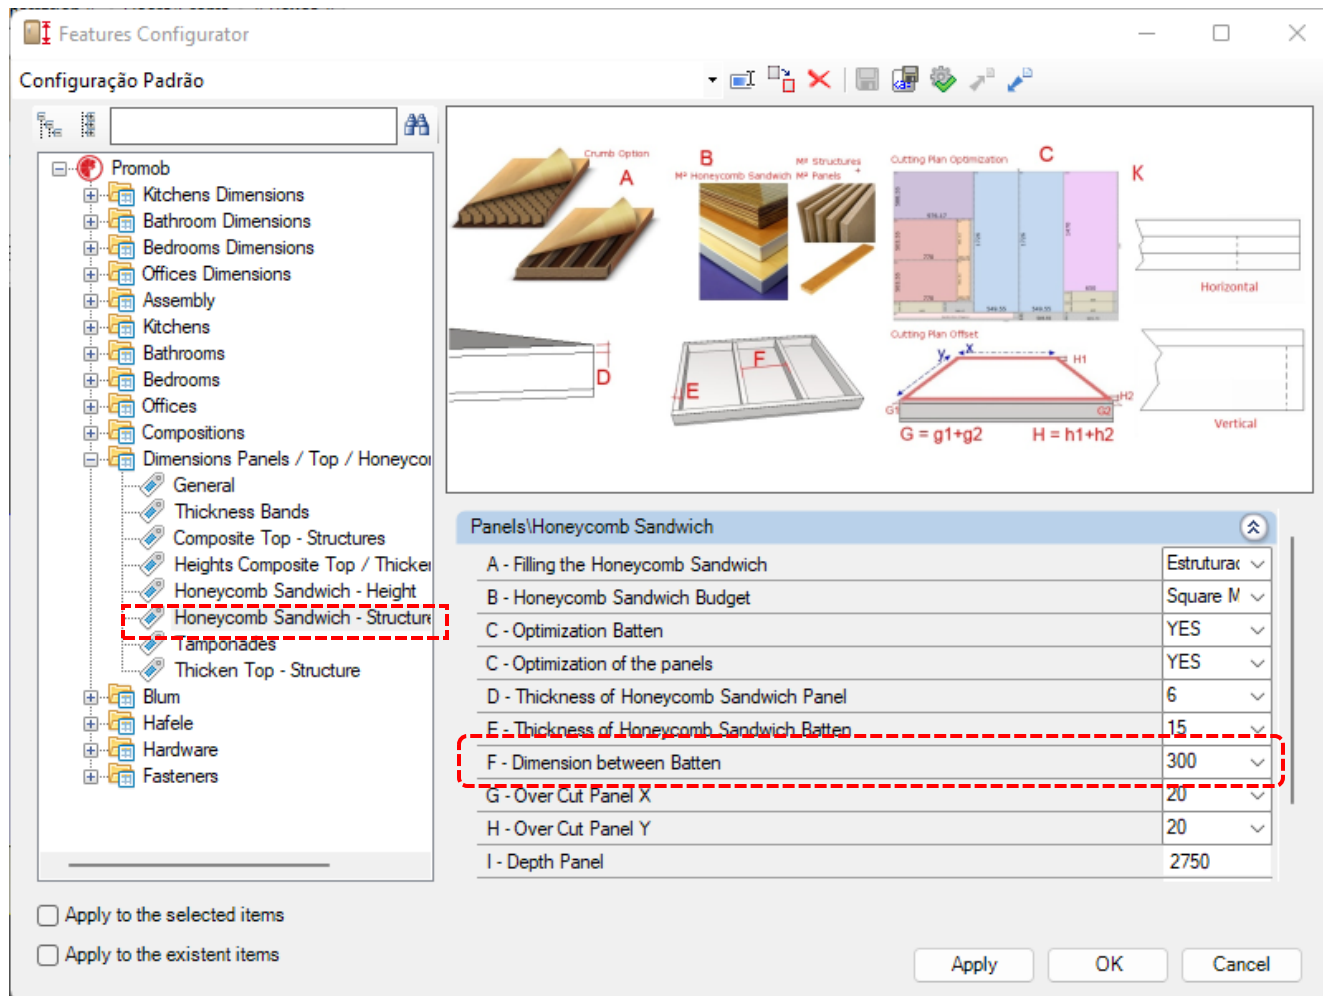 Features Configurator
Configuração Padrão
Promob
Kitchens Dimensions
Bathroom Dimensions
Bedrooms Dimensions
Offices Dimensions
Assembly
Kitchens
Bathrooms
Bedrooms
Offices
Compositions
Dimensions Panels / Top / Honeycor
General
Thickness Bands
Composite Top - Structures
Heights Composite Top / Thicker
Honeycomb Sandwich - Height
Honeycomb Sandwich - Structure
Tamponades
Thicken Top - Structure
Blum
Hafele
Hardware
Fasteners
Crumb Option
A
B
M² Structures
+
M² Honeycomb Sandwich M² Panels
Cutting Plan Optimization
C
K
Horizontal
D
E
F
Cutting Plan Offset
y
x
H1
H2
G1
G2
G = g1+g2
H = h1+h2
Vertical
Panels\Honeycomb Sandwich
A - Filling the Honeycomb Sandwich Estruturac
B - Honeycomb Sandwich Budget Square M
C - Optimization Batten YES
C - Optimization of the panels YES
D - Thickness of Honeycomb Sandwich Panel 6
E - Thickness of Honeycomb Sandwich Batten 15
F - Dimension between Batten 300
G - Over Cut Panel X 20
H - Over Cut Panel Y 20
I - Depth Panel 2750
Apply to the selected items
Apply to the existent items
Apply
OK
Cancel